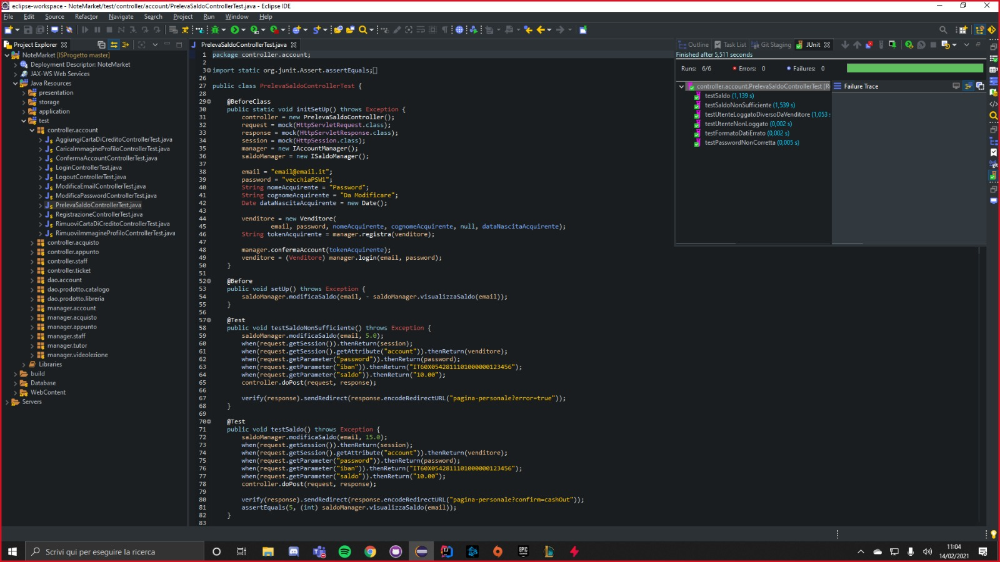 eclipse-workspace - NoteMarket/test/controller/account/PrelevaSaldoControllerTest.java - Eclipse IDE
File Edit Source Refactor Navigate Search Project Run Window Help
Project Explorer
NoteMarket [ISProgetto master]
Deployment Descriptor: NoteMarket
JAX-WS Web Services
Java Resources
presentation
storage
application
test
controller.account
AggiungiCartaDiCreditoControllerTest.java
CaricaImmagineProfiloControllerTest.java
ConfermaAccountControllerTest.java
LoginControllerTest.java
LogoutControllerTest.java
ModificaEmailControllerTest.java
ModificaPasswordControllerTest.java
PrelevaSaldoControllerTest.java
RegistrazioneControllerTest.java
RimuoviCartaDiCreditoControllerTest.java
RimuoviImmagineProfiloControllerTest.java
controller.acquisto
controller.appunto
controller.staff
controller.ticket
dao.account
dao.prodotto.catalogo
dao.prodotto.libreria
manager.account
manager.acquisto
manager.appunto
manager.staff
manager.tutor
manager.videolezione
Libraries
build
Database
WebContent
Servers
PrelevaSaldoControllerTest.java
1 package controller.account;
2
3 import static org.junit.Assert.assertEquals;
26
27 public class PrelevaSaldoControllerTest {
28
29 @BeforeClass
30 public static void initSetUp() throws Exception {
31 controller = new PrelevaSaldoController();
32 request = mock(HttpServletRequest.class);
33 response = mock(HttpServletResponse.class);
34 session = mock(HttpSession.class);
35 manager = new IAccountManager();
36 saldoManager = new ISaldoManager();
37
38 email = "email@email.it";
39 password = "vecchiaPSW1";
40 String nomeAcquirente = "Password";
41 String cognomeAcquirente = "Da Modificare";
42 Date dataNascitaAcquirente = new Date();
43
44 venditore = new Venditore(
45 email, password, nomeAcquirente, cognomeAcquirente, null, dataNascitaAcquirente);
46 String tokenAcquirente = manager.registra(venditore);
47
48 manager.confermaAccount(tokenAcquirente);
49 venditore = (Venditore) manager.login(email, password);
50 }
51
52 @Before
53 public void setUp() throws Exception {
54 saldoManager.modificaSaldo(email, - saldoManager.visualizzaSaldo(email));
55 }
56
57 @Test
58 public void testSaldoNonSufficiente() throws Exception {
59 saldoManager.modificaSaldo(email, 5.0);
60 when(request.getSession()).thenReturn(session);
61 when(request.getSession().getAttribute("account")).thenReturn(venditore);
62 when(request.getParameter("password")).thenReturn(password);
63 when(request.getParameter("iban")).thenReturn("IT60X0542811101000000123456");
64 when(request.getParameter("saldo")).thenReturn("10.00");
65 controller.doPost(request, response);
66
67 verify(response).sendRedirect(response.encodeRedirectURL("pagina-personale?error=true"));
68 }
69
70 @Test
71 public void testSaldo() throws Exception {
72 saldoManager.modificaSaldo(email, 15.0);
73 when(request.getSession()).thenReturn(session);
74 when(request.getSession().getAttribute("account")).thenReturn(venditore);
75 when(request.getParameter("password")).thenReturn(password);
76 when(request.getParameter("iban")).thenReturn("IT60X0542811101000000123456");
77 when(request.getParameter("saldo")).thenReturn("10.00");
78 controller.doPost(request, response);
79
80 verify(response).sendRedirect(response.encodeRedirectURL("pagina-personale?confirm=cashOut"));
81 assertEquals(5, (int) saldoManager.visualizzaSaldo(email));
82 }
83
Outline Task List Git Staging JUnit
Finished after 5,511 seconds
Runs: 6/6 Errors: 0 Failures: 0
controller.account.PrelevaSaldoControllerTest [R
testSaldo (1,139 s)
testSaldoNonSufficiente (1,539 s)
testUtenteLoggatoDiversoDaVenditore (1,053 s
testUtenteNonLoggato (0,002 s)
testFormatoDatiErrato (0,002 s)
testPasswordNonCorretta (0,005 s)
Failure Trace
Scrivi qui per eseguire la ricerca
EPIC GAMES
11:04
14/02/2021